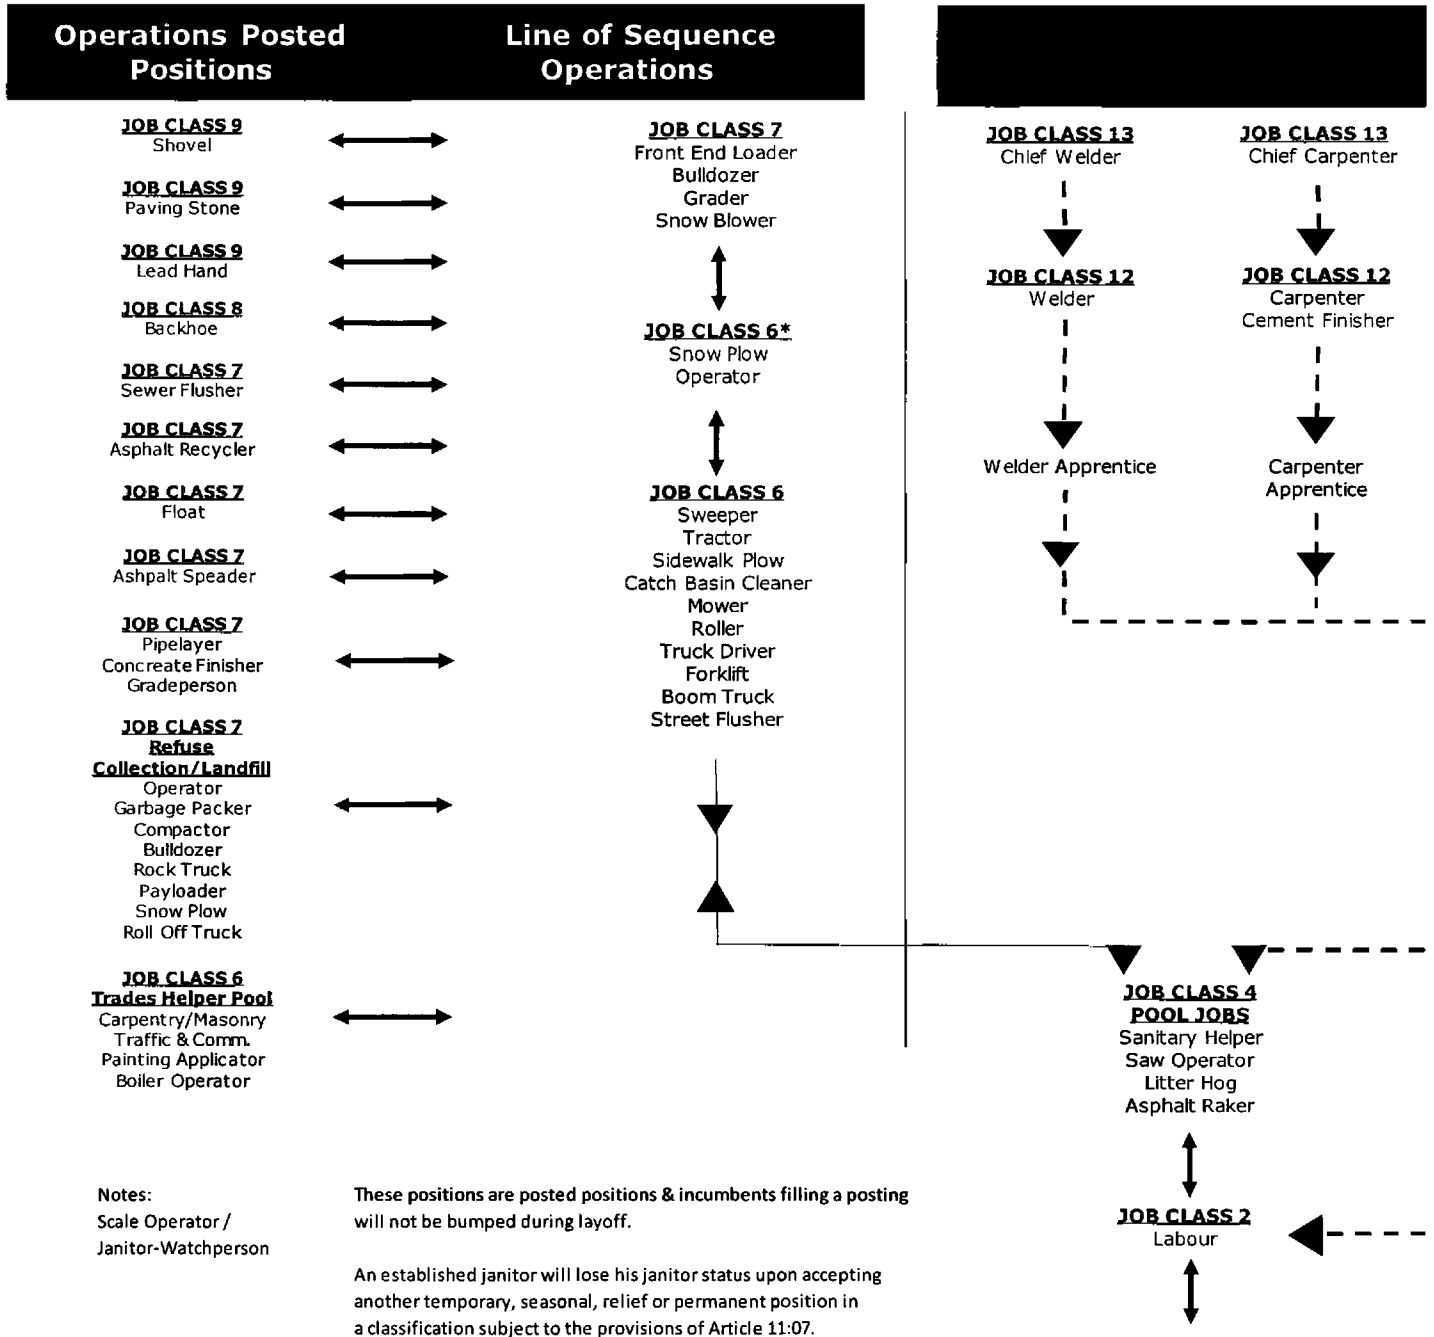 Operations Posted
Positions
Line of Sequence
Operations
JOB CLASS 9
Shovel
JOB CLASS 9
Paving Stone
JOB CLASS 9
Lead Hand
JOB CLASS 8
Backhoe
JOB CLASS 7
Sewer Flusher
JOB CLASS 7
Asphalt Recycler
JOB CLASS 7
Float
JOB CLASS 7
Ashpalt Speader
JOB CLASS 7
Pipelayer
Concreate Finisher
Gradeperson
JOB CLASS 7
Refuse
Collection/Landfill
Operator
Garbage Packer
Compactor
Bulldozer
Rock Truck
Payloader
Snow Plow
Roll Off Truck
JOB CLASS 6
Trades Helper Pool
Carpentry/Masonry
Traffic & Comm.
Painting Applicator
Boiler Operator
JOB CLASS 7
Front End Loader
Bulldozer
Grader
Snow Blower
JOB CLASS 6*
Snow Plow
Operator
JOB CLASS 6
Sweeper
Tractor
Sidewalk Plow
Catch Basin Cleaner
Mower
Roller
Truck Driver
Forklift
Boom Truck
Street Flusher
JOB CLASS 13
Chief Welder
JOB CLASS 12
Welder
Welder Apprentice
JOB CLASS 13
Chief Carpenter
JOB CLASS 12
Carpenter
Cement Finisher
Carpenter
Apprentice
JOB CLASS 4
POOL JOBS
Sanitary Helper
Saw Operator
Litter Hog
Asphalt Raker
JOB CLASS 2
Labour
Notes:
Scale Operator /
Janitor-Watchperson
These positions are posted positions & incumbents filling a posting
will not be bumped during layoff.
An established janitor will lose his janitor status upon accepting
another temporary, seasonal, relief or permanent position in
a classification subject to the provisions of Article 11:07.